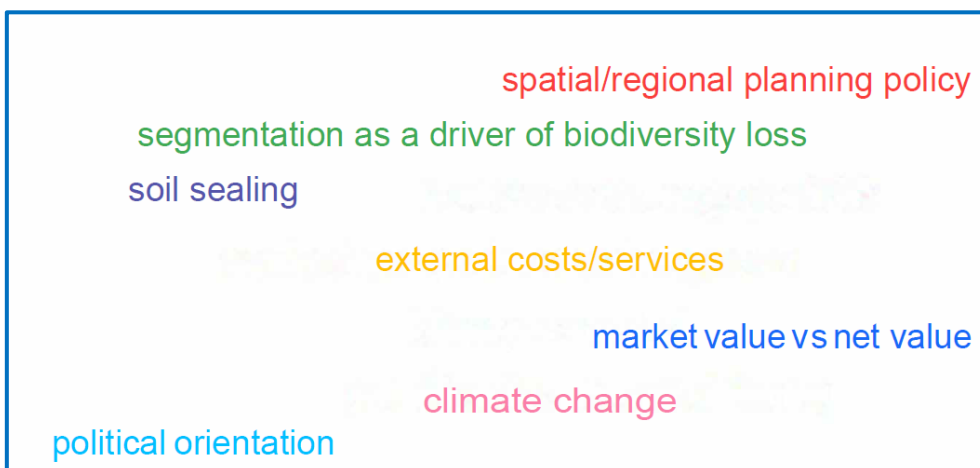 spatial/regional planning policy
segmentation as a driver of biodiversity loss
soil sealing
external costs/services
market value vs net value
climate change
political orientation